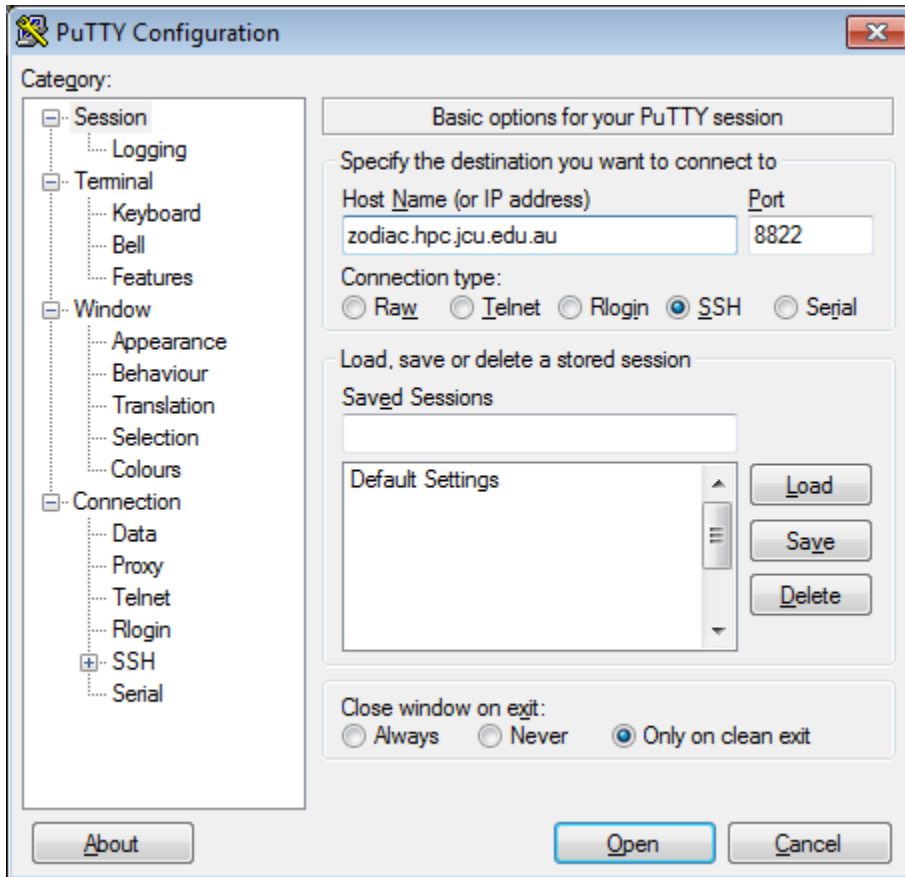 PuTTY Configuration
Category:
Session
Logging
Terminal
Keyboard
Bell
Features
Window
Appearance
Behaviour
Translation
Selection
Colours
Connection
Data
Proxy
Telnet
Rlogin
SSH
Serial
Basic options for your PuTTY session
Specify the destination you want to connect to
Host Name (or IP address) Port
zodiac.hpc.jcu.edu.au 8822
Connection type:
Raw Telnet Rlogin SSH Serial
Load, save or delete a stored session
Saved Sessions
Default Settings
Load
Save
Delete
Close window on exit:
Always Never Only on clean exit
About Open Cancel